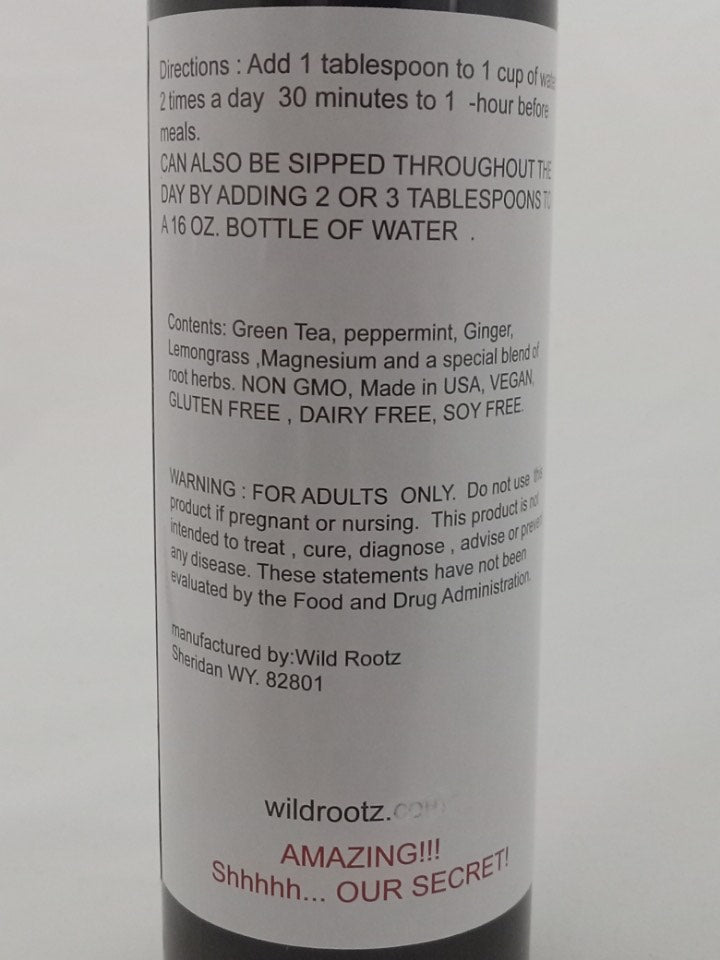 Directions : Add 1 tablespoon to 1 cup of water
2 times a day 30 minutes to 1 -hour before
meals.
CAN ALSO BE SIPPED THROUGHOUT THE
DAY BY ADDING 2 OR 3 TABLESPOONS TO
A 16 OZ. BOTTLE OF WATER .
Contents: Green Tea, peppermint, Ginger,
Lemongrass ,Magnesium and a special blend of
root herbs. NON GMO, Made in USA, VEGAN,
GLUTEN FREE , DAIRY FREE, SOY FREE.
WARNING : FOR ADULTS ONLY. Do not use this
product if pregnant or nursing. This product is not
intended to treat , cure, diagnose , advise or prevent
any disease. These statements have not been
evaluated by the Food and Drug Administration.
manufactured by:Wild Rootz
Sheridan WY. 82801
wildrootz.com
AMAZING!!!
Shhhhh... OUR SECRET!